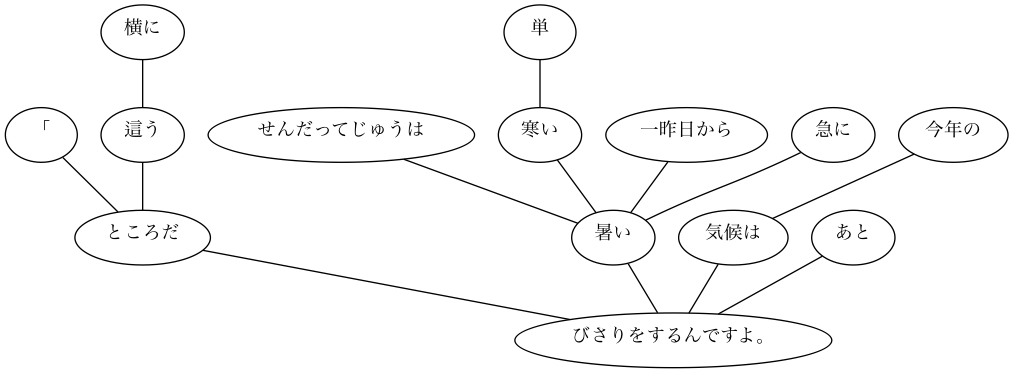 横に
単
「
這う
せんだってじゅうは
寒い
一昨日から
急に
今年の
ところだ
暑い
気候は
あと
びさりをするんですよ。